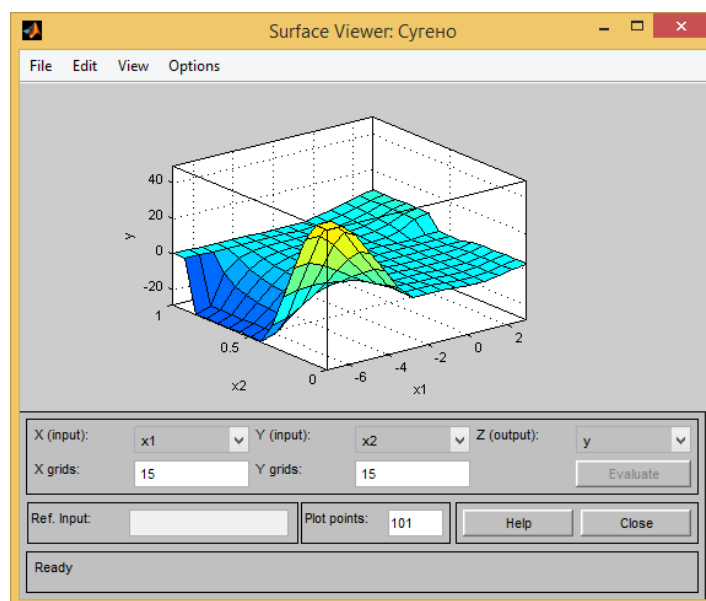 Surface Viewer: Сугено
File Edit View Options
40
20
0
-20
y
1
0.5
0
x2
-6
-4
-2
0
2
x1
X (input): x1 Y (input): x2 Z (output): y
X grids: 15 Y grids: 15 Evaluate
Ref. Input: Plot points: 101 Help Close
Ready